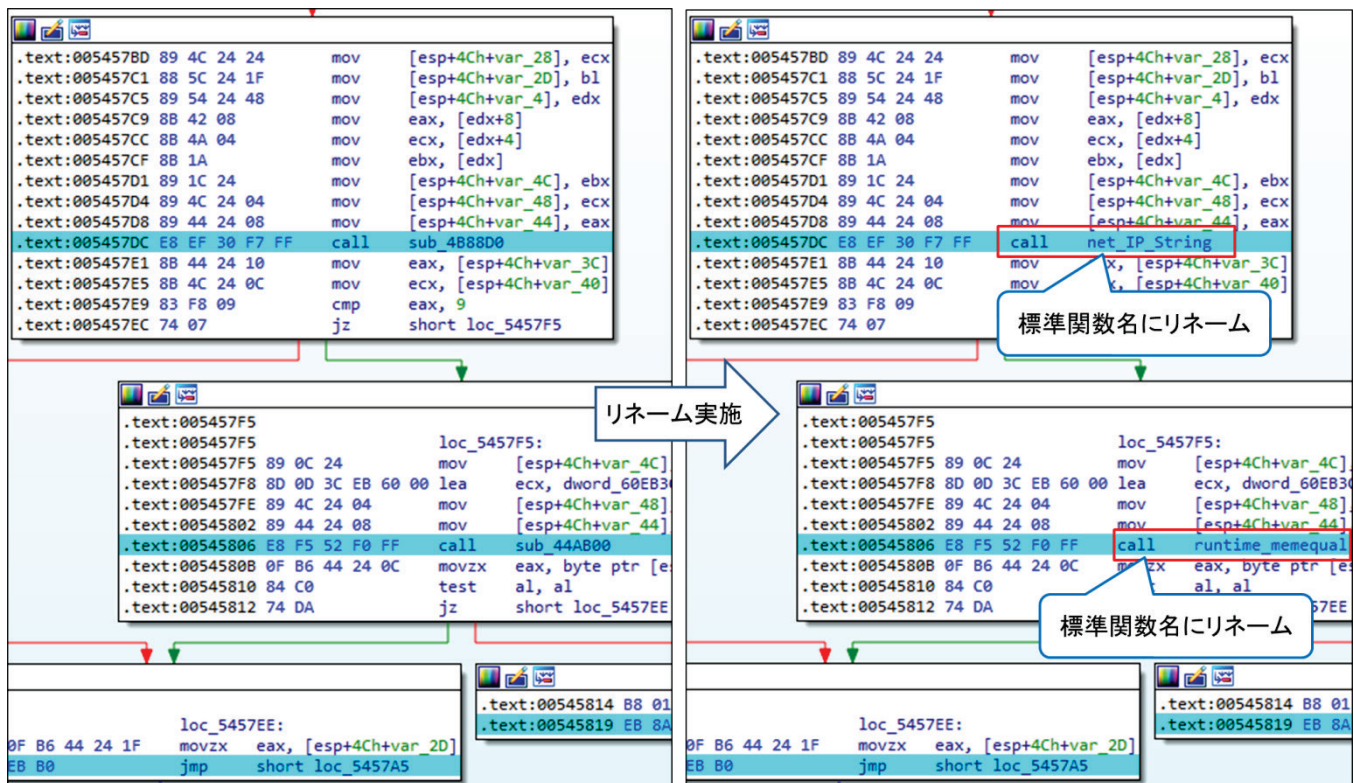 .text:005457BD 89 4C 24 24 mov [esp+4Ch+var_28], ecx
.text:005457C1 88 5C 24 1F mov [esp+4Ch+var_2D], bl
.text:005457C5 89 54 24 48 mov [esp+4Ch+var_4], edx
.text:005457C9 8B 42 08 mov eax, [edx+8]
.text:005457CC 8B 4A 04 mov ecx, [edx+4]
.text:005457CF 8B 1A mov ebx, [edx]
.text:005457D1 89 1C 24 mov [esp+4Ch+var_4C], ebx
.text:005457D4 89 4C 24 04 mov [esp+4Ch+var_48], ecx
.text:005457D8 89 44 24 08 mov [esp+4Ch+var_44], eax
.text:005457DC E8 EF 30 F7 FF call sub_4B88D0
.text:005457E1 8B 44 24 10 mov eax, [esp+4Ch+var_3C]
.text:005457E5 8B 4C 24 0C mov ecx, [esp+4Ch+var_40]
.text:005457E9 83 F8 09 cmp eax, 9
.text:005457EC 74 07 jz short loc_5457F5
.text:005457F5
.text:005457F5 loc_5457F5:
.text:005457F5 89 0C 24 mov [esp+4Ch+var_4C],
.text:005457F8 8D 0D 3C EB 60 00 lea ecx, dword_60EB3
.text:005457FE 89 4C 24 04 mov [esp+4Ch+var_48],
.text:00545802 89 44 24 08 mov [esp+4Ch+var_44]
.text:00545806 E8 F5 52 F0 FF call sub_44AB00
.text:0054580B 0F B6 44 24 0C movzx eax, byte ptr [es
.text:00545810 84 C0 test al, al
.text:00545812 74 DA jz short loc_5457EE
loc_5457EE:
0F B6 44 24 1F movzx eax, [esp+4Ch+var_2D]
EB B0 jmp short loc_5457A5
.text:00545814 B8 01
.text:00545819 EB 8A
リネーム実施
.text:005457BD 89 4C 24 24 mov [esp+4Ch+var_28], ecx
.text:005457C1 88 5C 24 1F mov [esp+4Ch+var_2D], bl
.text:005457C5 89 54 24 48 mov [esp+4Ch+var_4], edx
.text:005457C9 8B 42 08 mov eax, [edx+8]
.text:005457CC 8B 4A 04 mov ecx, [edx+4]
.text:005457CF 8B 1A mov ebx, [edx]
.text:005457D1 89 1C 24 mov [esp+4Ch+var_4C], ebx
.text:005457D4 89 4C 24 04 mov [esp+4Ch+var_48], ecx
.text:005457D8 89 44 24 08 mov [esp+4Ch+var_44], eax
.text:005457DC E8 EF 30 F7 FF call net_IP_String
.text:005457E1 8B 44 24 10 mov x, [esp+4Ch+var_3C]
.text:005457E5 8B 4C 24 0C mov x, [esp+4Ch+var_40]
.text:005457E9 83 F8 09
.text:005457EC 74 07
標準関数名にリネーム
.text:005457F5
.text:005457F5 loc_5457F5:
.text:005457F5 89 0C 24 mov [esp+4Ch+var_4C],
.text:005457F8 8D 0D 3C EB 60 00 lea ecx, dword_60EB3
.text:005457FE 89 4C 24 04 mov [esp+4Ch+var_48],
.text:00545802 89 44 24 08 mov [esp+4Ch+var_44]
.text:00545806 E8 F5 52 F0 FF call runtime_memequal
.text:0054580B 0F B6 44 24 0C zx eax, byte ptr [es
.text:00545810 84 C0 al, al
.text:00545812 74 DA 57EE
標準関数名にリネーム
loc_5457EE:
0F B6 44 24 1F movzx eax, [esp+4Ch+var_2D]
EB B0 jmp short loc_5457A5
.text:00545814 B8 01
.text:00545819 EB 8A